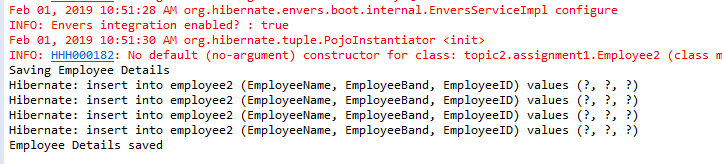 Feb 01, 2019 10:51:28 AM org.hibernate.envers.boot.internal.EnversServiceImpl configure
INFO: Envers integration enabled? : true
Feb 01, 2019 10:51:30 AM org.hibernate.tuple.PojoInstantiator <init>
INFO: HHH000182: No default (no-argument) constructor for class: topic2.assignment1.Employee2 (class m
Saving Employee Details
Hibernate: insert into employee2 (EmployeeName, EmployeeBand, EmployeeID) values (?, ?, ?)
Hibernate: insert into employee2 (EmployeeName, EmployeeBand, EmployeeID) values (?, ?, ?)
Hibernate: insert into employee2 (EmployeeName, EmployeeBand, EmployeeID) values (?, ?, ?)
Hibernate: insert into employee2 (EmployeeName, EmployeeBand, EmployeeID) values (?, ?, ?)
Employee Details saved